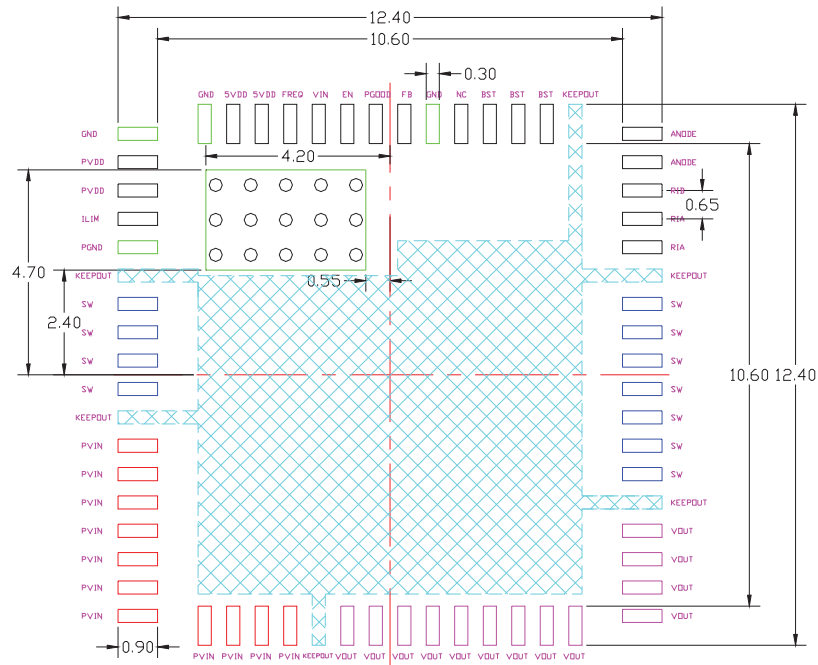 12.40
10.60
0.30
GND 5VDD 5VDD FREQ VIN EN PGOOD FB GND NC BST BST BST KEEPOUT
GND
ANODE
PVDD
4.20
ANODE
PVDD
RID
0.65
ILIM
RIA
PGND
RIA
4.70
KEEPOUT
0.55
KEEPOUT
SW
SW
2.40
SW
SW
SW
SW
10.60 12.40
SW
SW
KEEPOUT
SW
PVIN
SW
PVIN
SW
PVIN
KEEPOUT
PVIN
VOUT
PVIN
VOUT
PVIN
VOUT
PVIN
VOUT
0.90
PVIN PVIN PVIN PVIN KEEPOUT VOUT VOUT VOUT VOUT VOUT VOUT VOUT VOUT VOUT